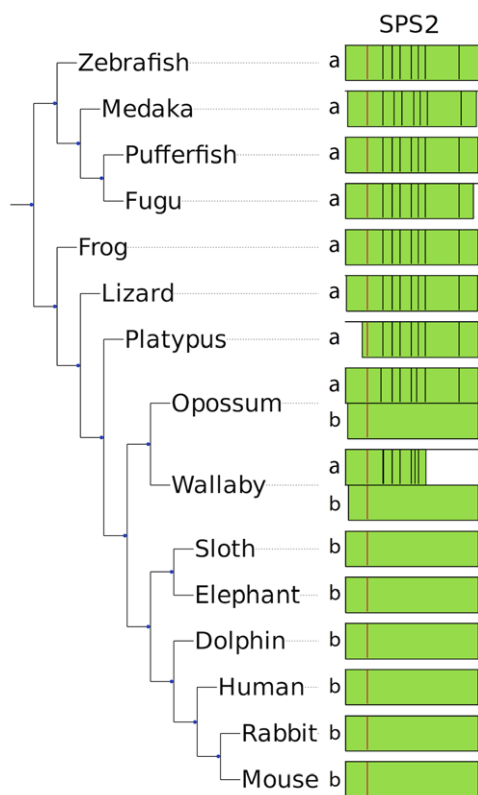 SPS2
Zebrafish a
Medaka a
Pufferfish a
Fugu a
Frog a
Lizard a
Platypus a
a
Opossum
b
a
Wallaby
b
Sloth b
Elephant b
Dolphin b
Human b
Rabbit b
Mouse b